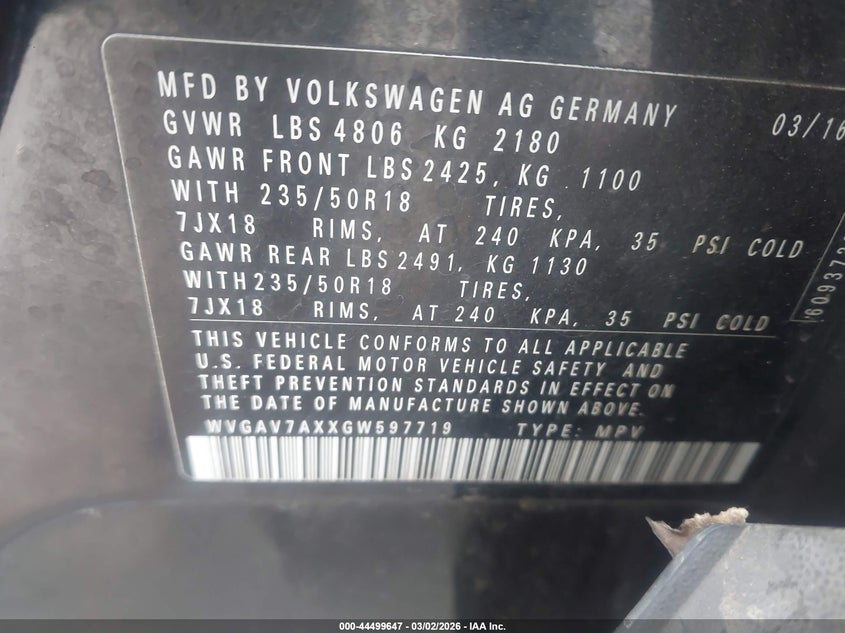 MFD BY VOLKSWAGEN AG GERMANY 03/16
GVWR LBS 4806 KG 2180
GAWR FRONT LBS 2425, KG 1100
WITH 235/50R18 TIRES,
7JX18 RIMS, AT 240 KPA, 35 PSI COLD
GAWR REAR LBS 2491, KG 1130
WITH 235/50R18 TIRES,
7JX18 RIMS, AT 240 KPA, 35 PSI COLD
THIS VEHICLE CONFORMS TO ALL APPLICABLE
U.S. FEDERAL MOTOR VEHICLE SAFETY AND
THEFT PREVENTION STANDARDS IN EFFECT ON
THE DATE OF MANUFACTURE SHOWN ABOVE.
WVGAV7AXXGW597719 TYPE: MPV
000-44499647 - 03/02/2026 - IAA Inc.